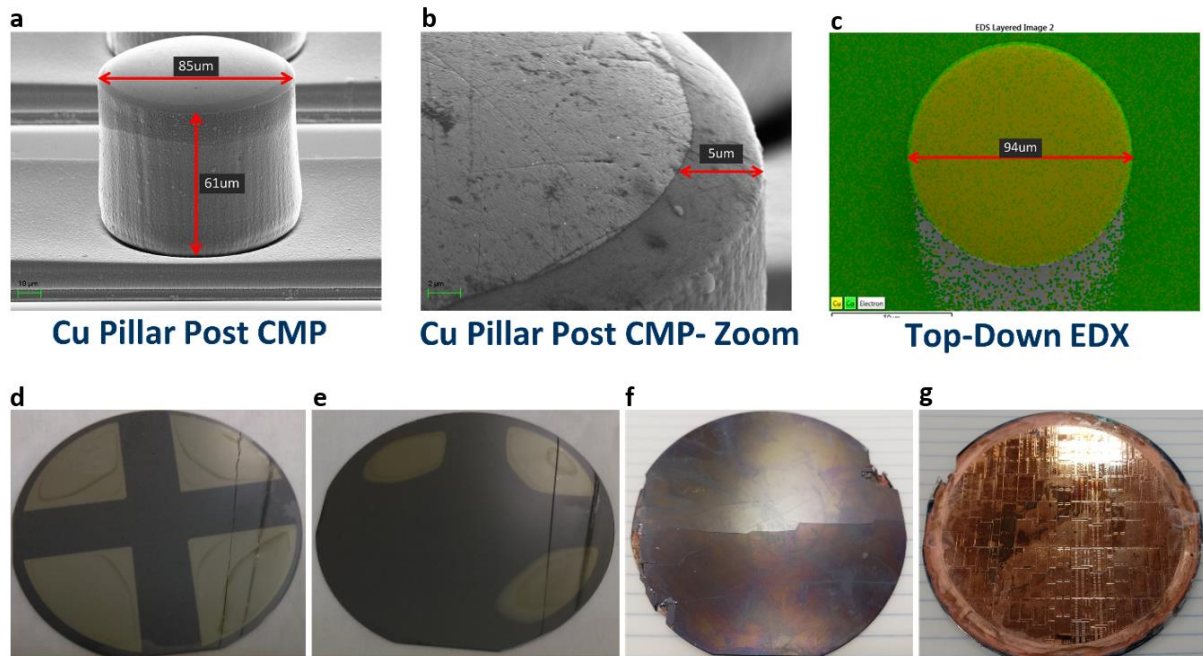 a
85um
61um
10 µm
Cu Pillar Post CMP
b
5um
2 µm
Cu Pillar Post CMP- Zoom
c
EDS Layered Image 2
94um
Cu Ga Electron
Top-Down EDX
d
e
f
g